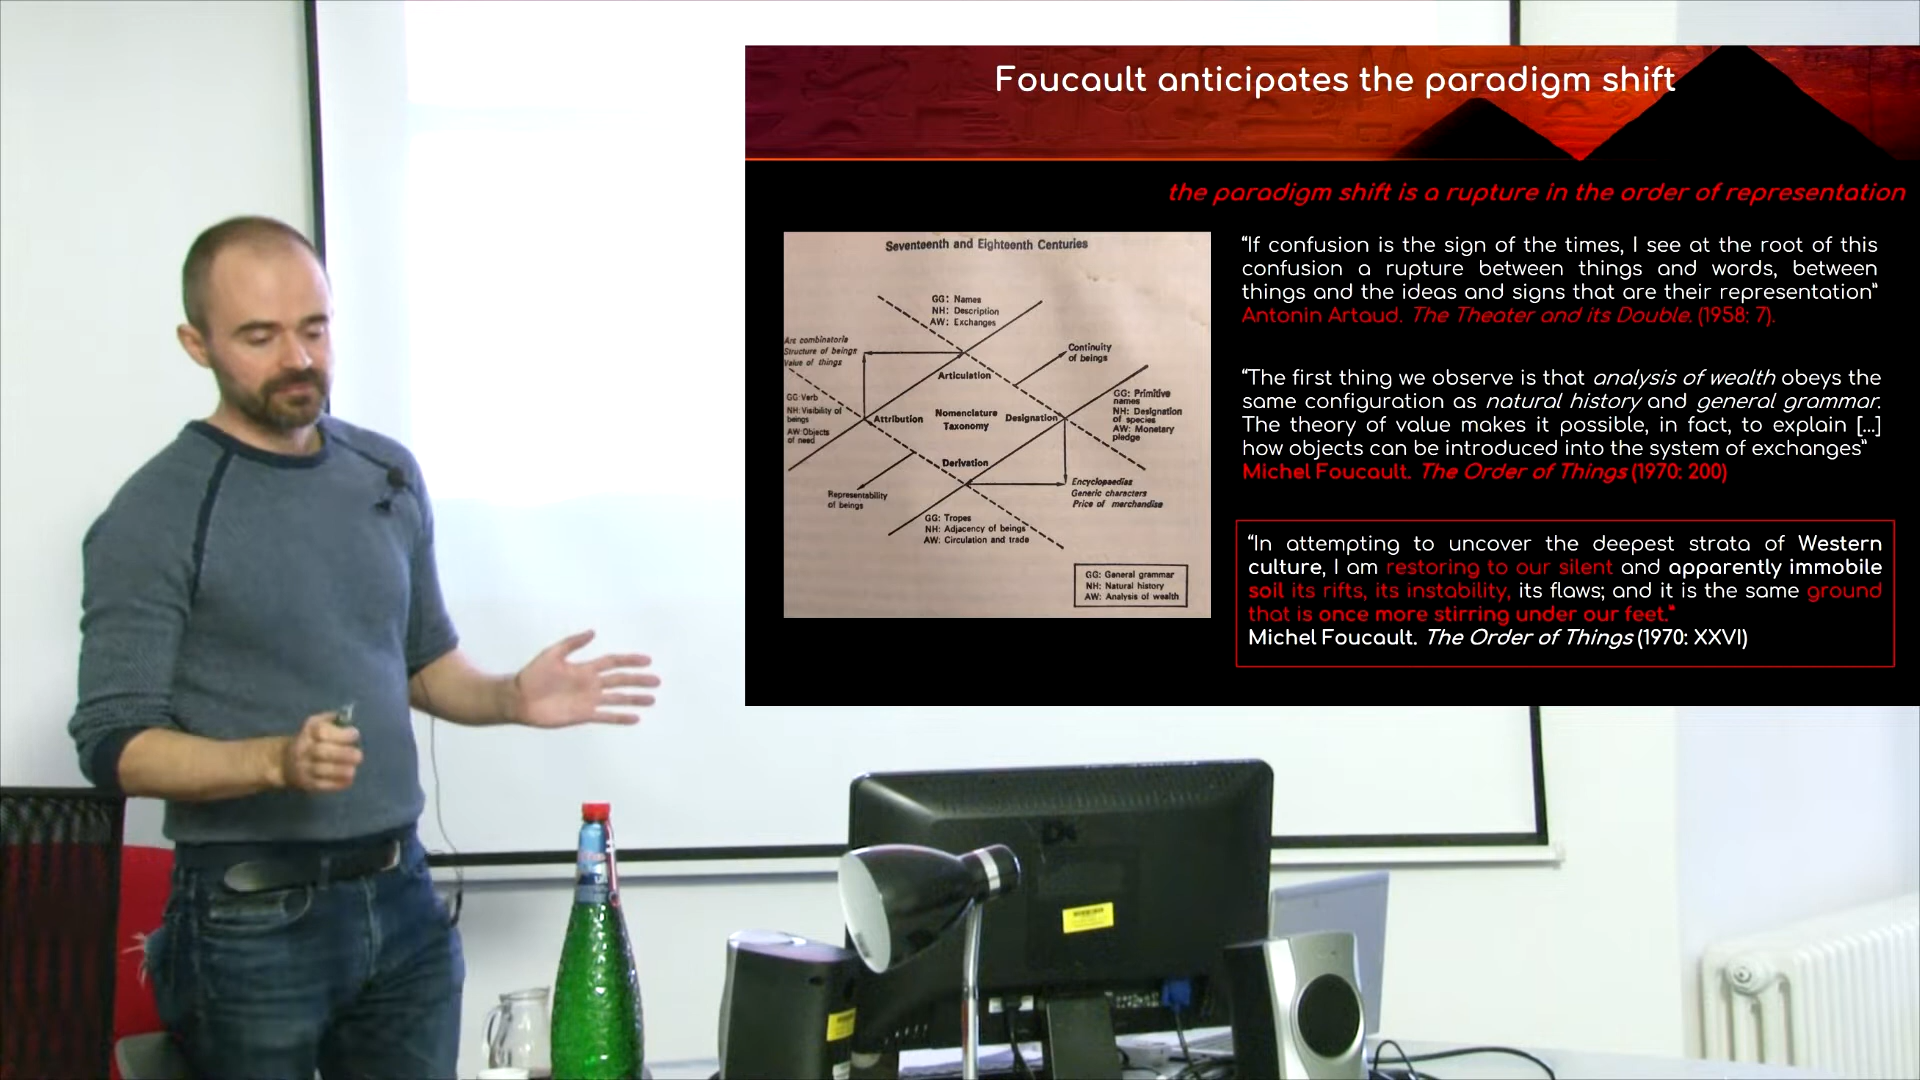 Foucault anticipates the paradigm shift
the paradigm shift is a rupture in the order of representation
Seventeenth and Eighteenth Centuries
GG: Names
NH: Description
AW: Exchanges
Ars combinatoria
Structure of beings
Value of things
Continuity
of beings
Articulation
GG: Verb
NH: Visibility of
beings
AW: Objects
of need
Attribution
Nomenclature
Taxonomy
Designation
GG: Primitive
names
NH: Designation
of species
AW: Monetary
pledge
Derivation
Representability
of beings
Encyclopaedias
Generic characters
Price of merchandise
GG: Tropes
NH: Adjacency of beings
AW: Circulation and trade
GG: General grammar
NH: Natural history
AW: Analysis of wealth
“If confusion is the sign of the times, I see at the root of this
confusion a rupture between things and words, between
things and the ideas and signs that are their representation”
Antonin Artaud. The Theater and its Double. (1958: 7).
“The first thing we observe is that analysis of wealth obeys the
same configuration as natural history and general grammar.
The theory of value makes it possible, in fact, to explain [...]
how objects can be introduced into the system of exchanges”
Michel Foucault. The Order of Things (1970: 200)
“In attempting to uncover the deepest strata of Western
culture, I am restoring to our silent and apparently immobile
soil its rifts, its instability, its flaws; and it is the same ground
that is once more stirring under our feet.”
Michel Foucault. The Order of Things (1970: XXVI)